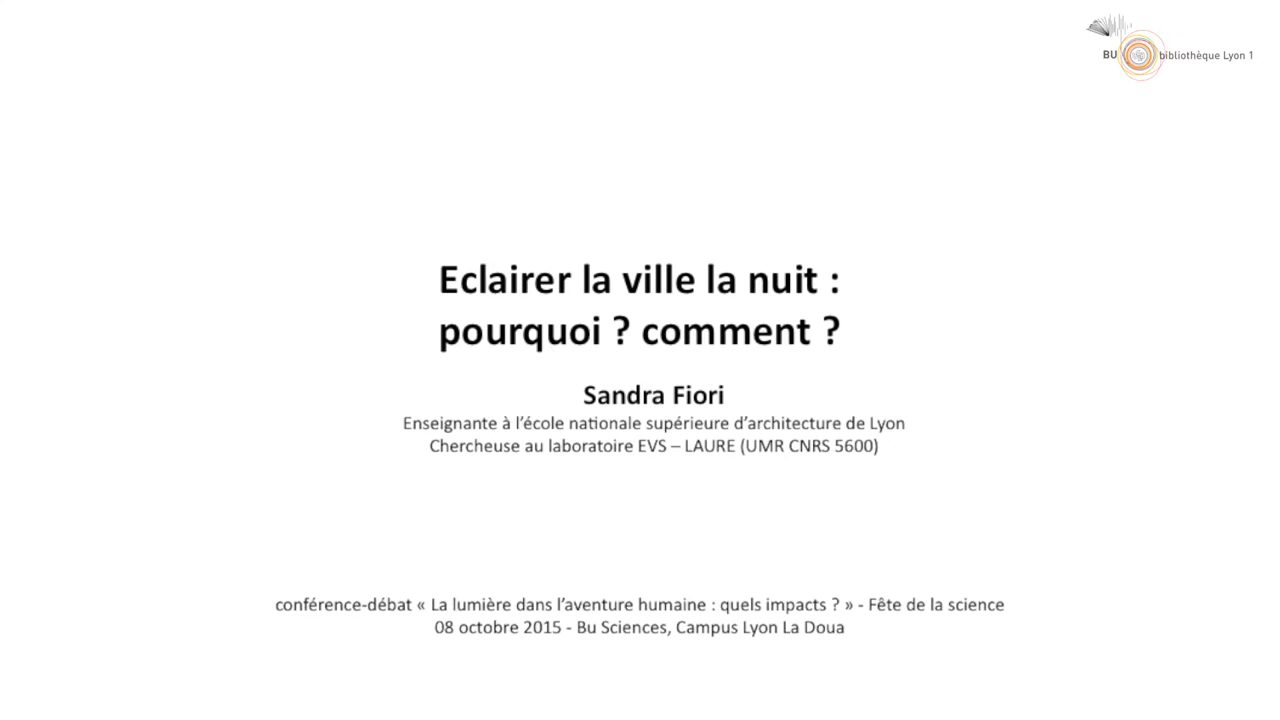 BU bibliothèque Lyon 1
Eclairer la ville la nuit :
pourquoi ? comment ?
Sandra Fiori
Enseignante à l'école nationale supérieure d'architecture de Lyon
Chercheuse au laboratoire EVS – LAURE (UMR CNRS 5600)
conférence-débat « La lumière dans l'aventure humaine : quels impacts ? » - Fête de la science
08 octobre 2015 - Bu Sciences, Campus Lyon La Doua